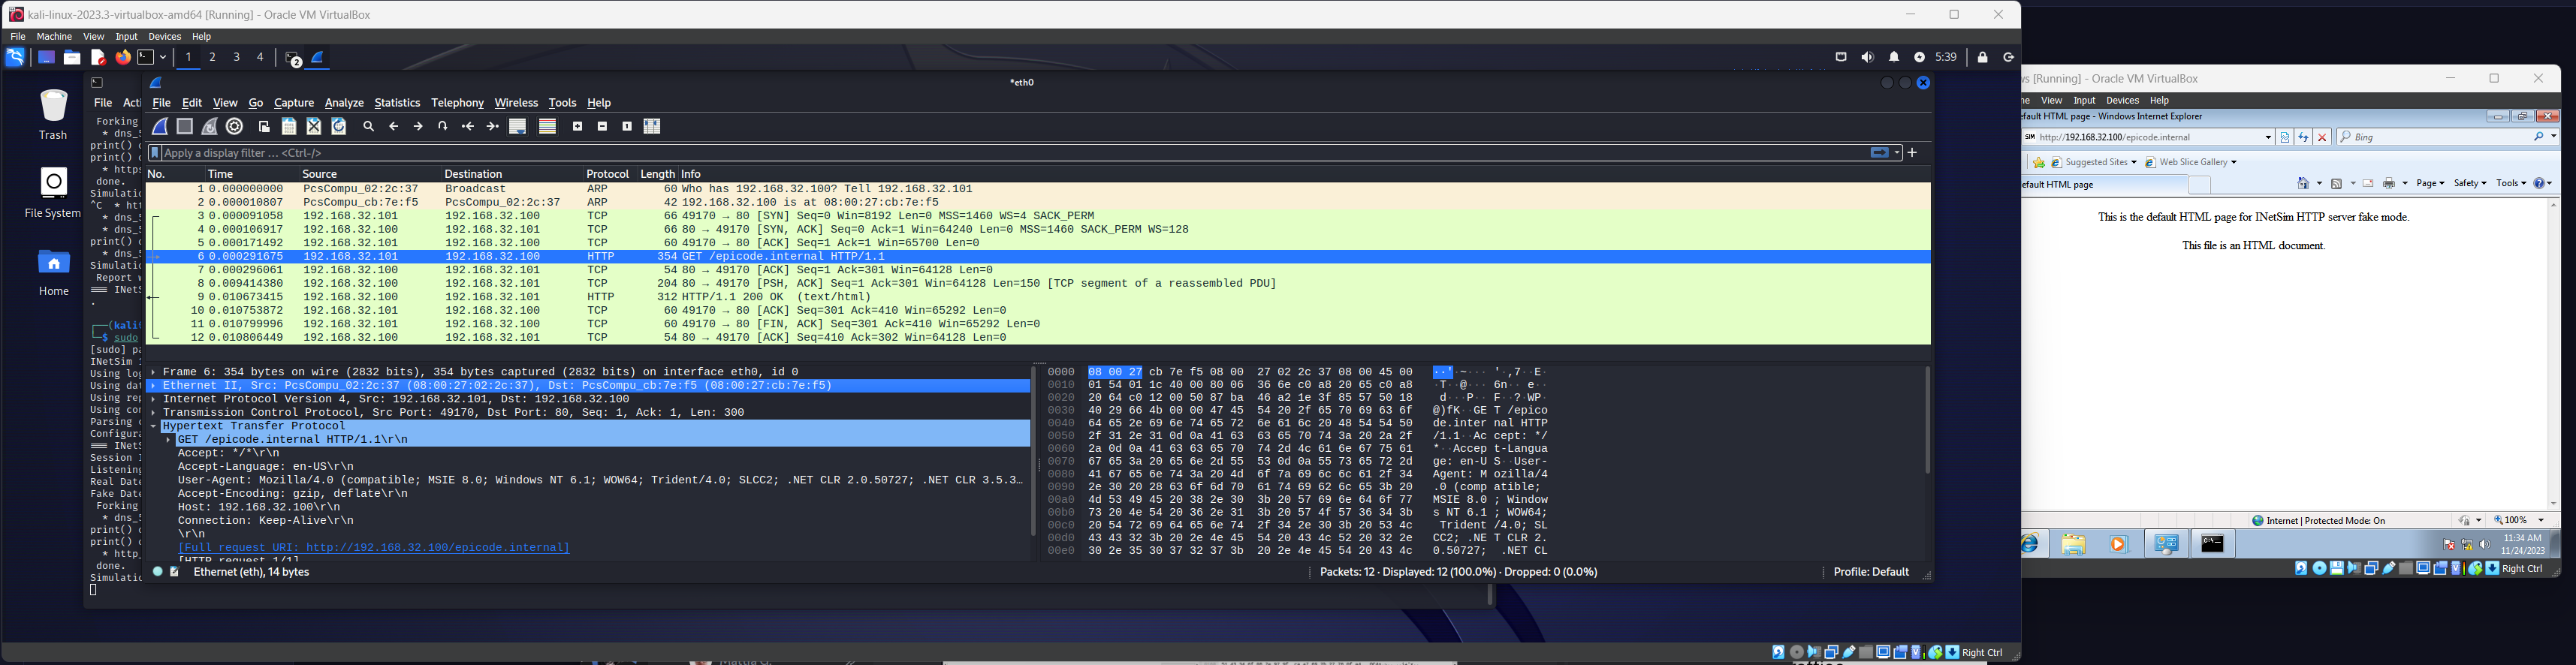 kali-linux-2023.3-virtualbox-amd64 [Running] - Oracle VM VirtualBox
File Machine View Input Devices Help
1 2 3 4 2 5:39
Trash
File System
Home
File Acti
Forking
* dns_5
print() d
print() d
* https
done.
Simulatio
^C * htt
* dns_5
* dns_5
print() d
* dns_5
Simulatio
Report w
=== INetS
.
(kali
$ sudo
[sudo] pa
INetSim 1
Using log
Using dat
Using rep
Using con
Parsing c
Configura
=== INetS
Session I
Listening
Real Date
Fake Date
Forking
* dns_5
print() d
print() d
* http_
done.
Simulatio
*eth0
File Edit View Go Capture Analyze Statistics Telephony Wireless Tools Help
Apply a display filter ... <Ctrl-/>
No. Time Source Destination Protocol Length Info
1 0.000000000 PcsCompu_02:2c:37 Broadcast ARP 60 Who has 192.168.32.100? Tell 192.168.32.101
2 0.000010807 PcsCompu_cb:7e:f5 PcsCompu_02:2c:37 ARP 42 192.168.32.100 is at 08:00:27:cb:7e:f5
3 0.000091058 192.168.32.101 192.168.32.100 TCP 66 49170 → 80 [SYN] Seq=0 Win=8192 Len=0 MSS=1460 WS=4 SACK_PERM
4 0.000106917 192.168.32.100 192.168.32.101 TCP 66 80 → 49170 [SYN, ACK] Seq=0 Ack=1 Win=64240 Len=0 MSS=1460 SACK_PERM WS=128
5 0.000171492 192.168.32.101 192.168.32.100 TCP 60 49170 → 80 [ACK] Seq=1 Ack=1 Win=65700 Len=0
6 0.000291675 192.168.32.101 192.168.32.100 HTTP 354 GET /epicode.internal HTTP/1.1
7 0.000296061 192.168.32.100 192.168.32.101 TCP 54 80 → 49170 [ACK] Seq=1 Ack=301 Win=64128 Len=0
8 0.009414380 192.168.32.100 192.168.32.101 TCP 204 80 → 49170 [PSH, ACK] Seq=1 Ack=301 Win=64128 Len=150 [TCP segment of a reassembled PDU]
9 0.010673415 192.168.32.100 192.168.32.101 HTTP 312 HTTP/1.1 200 OK (text/html)
10 0.010753872 192.168.32.101 192.168.32.100 TCP 60 49170 → 80 [ACK] Seq=301 Ack=410 Win=65292 Len=0
11 0.010799996 192.168.32.101 192.168.32.100 TCP 60 49170 → 80 [FIN, ACK] Seq=301 Ack=410 Win=65292 Len=0
12 0.010806449 192.168.32.100 192.168.32.101 TCP 54 80 → 49170 [ACK] Seq=410 Ack=302 Win=64128 Len=0
Frame 6: 354 bytes on wire (2832 bits), 354 bytes captured (2832 bits) on interface eth0, id 0
Ethernet II, Src: PcsCompu_02:2c:37 (08:00:27:02:2c:37), Dst: PcsCompu_cb:7e:f5 (08:00:27:cb:7e:f5)
Internet Protocol Version 4, Src: 192.168.32.101, Dst: 192.168.32.100
Transmission Control Protocol, Src Port: 49170, Dst Port: 80, Seq: 1, Ack: 1, Len: 300
Hypertext Transfer Protocol
GET /epicode.internal HTTP/1.1\r\n
Accept: */*\r\n
Accept-Language: en-US\r\n
User-Agent: Mozilla/4.0 (compatible; MSIE 8.0; Windows NT 6.1; WOW64; Trident/4.0; SLCC2; .NET CLR 2.0.50727; .NET CLR 3.5.3…
Accept-Encoding: gzip, deflate\r\n
Host: 192.168.32.100\r\n
Connection: Keep-Alive\r\n
\r\n
[Full request URI: http://192.168.32.100/epicode.internal]
[HTTP request 1/1]
0000 08 00 27 cb 7e f5 08 00 27 02 2c 37 08 00 45 00 ··'·~··· '·,7··E·
0010 01 54 01 1c 40 00 80 06 36 6e c0 a8 20 65 c0 a8 ·T··@··· 6n·· e··
0020 20 64 c0 12 00 50 87 ba 46 a2 1e 3f 85 57 50 18 d···P·· F··?·WP·
0030 40 29 66 4b 00 00 47 45 54 20 2f 65 70 69 63 6f @)fK··GE T /epico
0040 64 65 2e 69 6e 74 65 72 6e 61 6c 20 48 54 54 50 de.inter nal HTTP
0050 2f 31 2e 31 0d 0a 41 63 63 65 70 74 3a 20 2a 2f /1.1··Ac cept: */
0060 2a 0d 0a 41 63 63 65 70 74 2d 4c 61 6e 67 75 61 *··Accep t-Langua
0070 67 65 3a 20 65 6e 2d 55 53 0d 0a 55 73 65 72 2d ge: en-U S··User-
0080 41 67 65 6e 74 3a 20 4d 6f 7a 69 6c 6c 61 2f 34 Agent: M ozilla/4
0090 2e 30 20 28 63 6f 6d 70 61 74 69 62 6c 65 3b 20 .0 (comp atible;
00a0 4d 53 49 45 20 38 2e 30 3b 20 57 69 6e 64 6f 77 MSIE 8.0 ; Window
00b0 73 20 4e 54 20 36 2e 31 3b 20 57 4f 57 36 34 3b s NT 6.1 ; WOW64;
00c0 20 54 72 69 64 65 6e 74 2f 34 2e 30 3b 20 53 4c Trident /4.0; SL
00d0 43 43 32 3b 20 2e 4e 45 54 20 43 4c 52 20 32 2e CC2; .NE T CLR 2.
00e0 30 2e 35 30 37 32 37 3b 20 2e 4e 45 54 20 43 4c 0.50727; .NET CL
Ethernet (eth), 14 bytes
Packets: 12 · Displayed: 12 (100.0%) · Dropped: 0 (0.0%)
Profile: Default
Right Ctrl
ws [Running] - Oracle VM VirtualBox
ne View Input Devices Help
efault HTML page - Windows Internet Explorer
SIM http://192.168.32.100/epicode.internal
Bing
Suggested Sites Web Slice Gallery
efault HTML page
Page Safety Tools
This is the default HTML page for INetSim HTTP server fake mode.
This file is an HTML document.
Internet | Protected Mode: On
100%
11:34 AM
11/24/2023
Right Ctrl